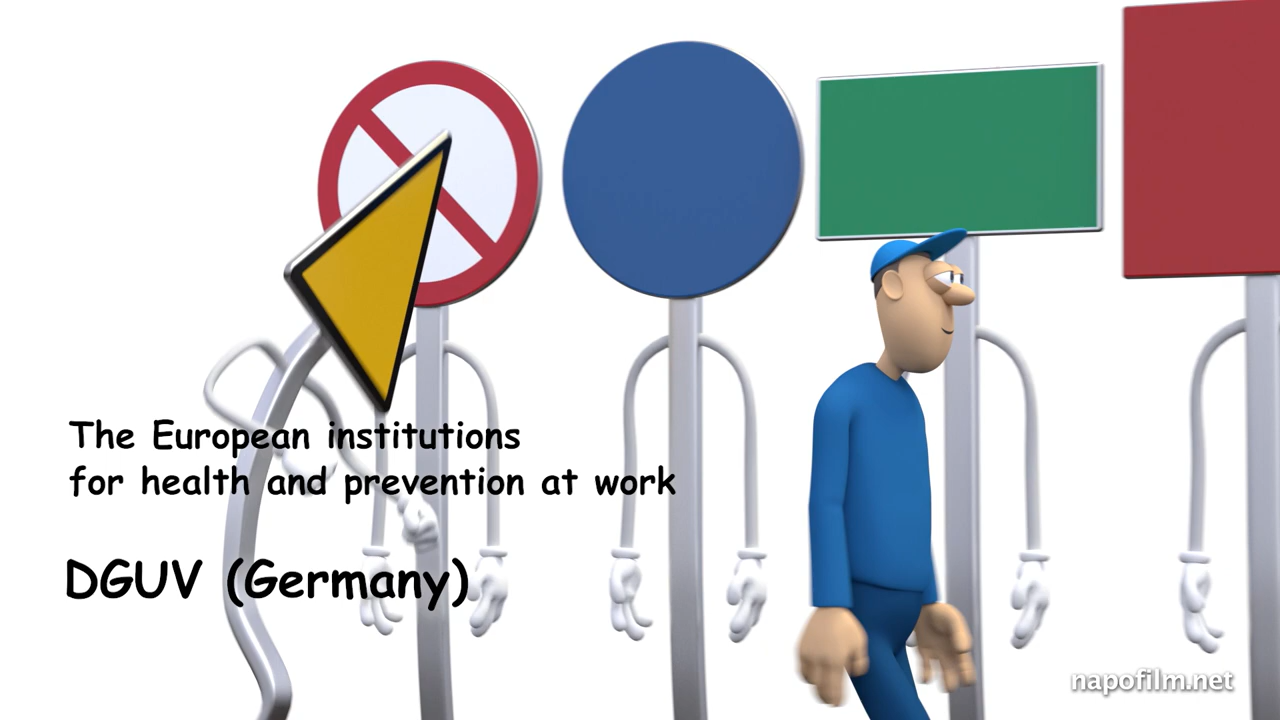 The European institutions
for health and prevention at work
DGUV (Germany)
napofilm.net